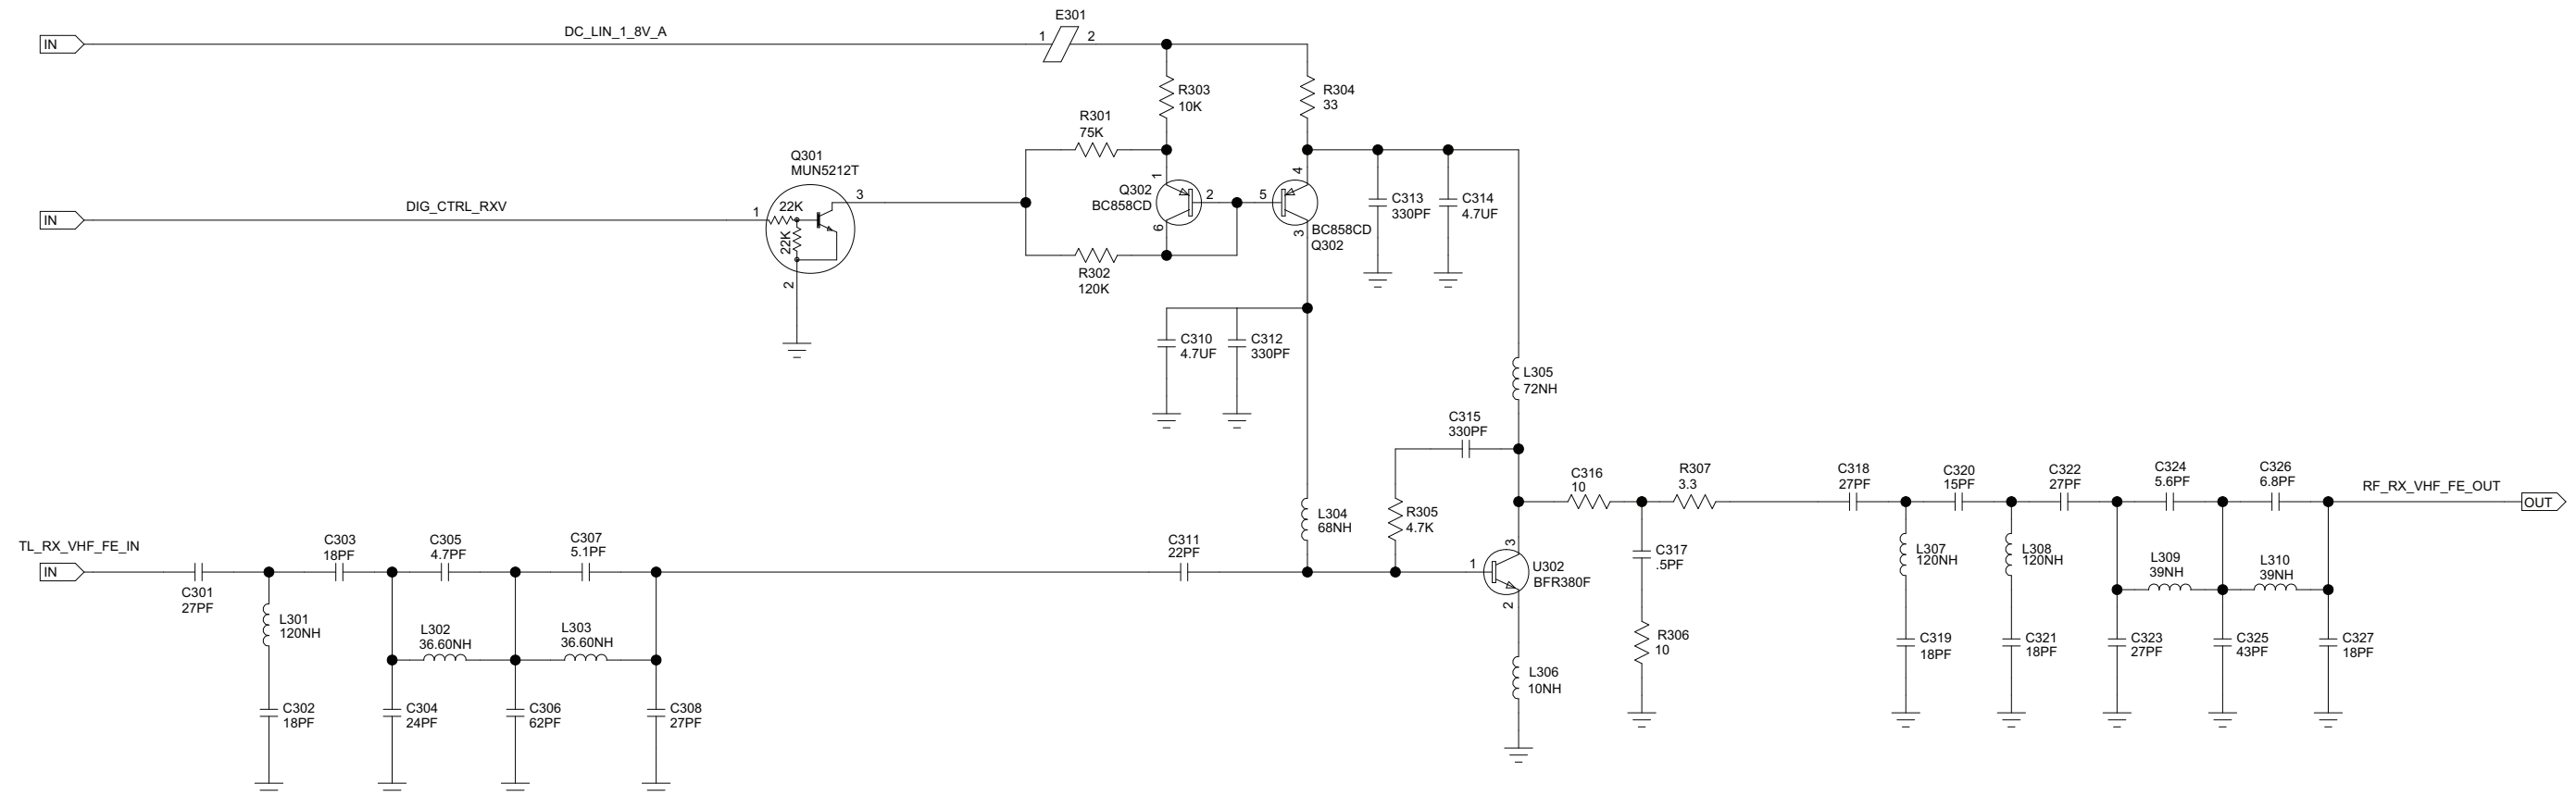 E301
IN
DC_LIN_1_8V_A
1
2
R303
10K
R304
33
R301
75K
Q301
MUN5212T
IN
DIG_CTRL_RXV
1
22K
22K
3
2
Q302
BC858CD
1
2
6
5
4
3
BC858CD
Q302
C313
330PF
C314
4.7UF
R302
120K
C310
4.7UF
C312
330PF
L305
72NH
C315
330PF
L304
68NH
R305
4.7K
C316
10
R307
3.3
C318
27PF
C320
15PF
C322
27PF
C324
5.6PF
C326
6.8PF
RF_RX_VHF_FE_OUT
OUT
TL_RX_VHF_FE_IN
IN
C301
27PF
C303
18PF
C305
4.7PF
C307
5.1PF
C311
22PF
1
3
2
U302
BFR380F
C317
.5PF
L307
120NH
L308
120NH
L309
39NH
L310
39NH
L301
120NH
L302
36.60NH
L303
36.60NH
R306
10
C319
18PF
C321
18PF
C323
27PF
C325
43PF
C327
18PF
L306
10NH
C302
18PF
C304
24PF
C306
62PF
C308
27PF